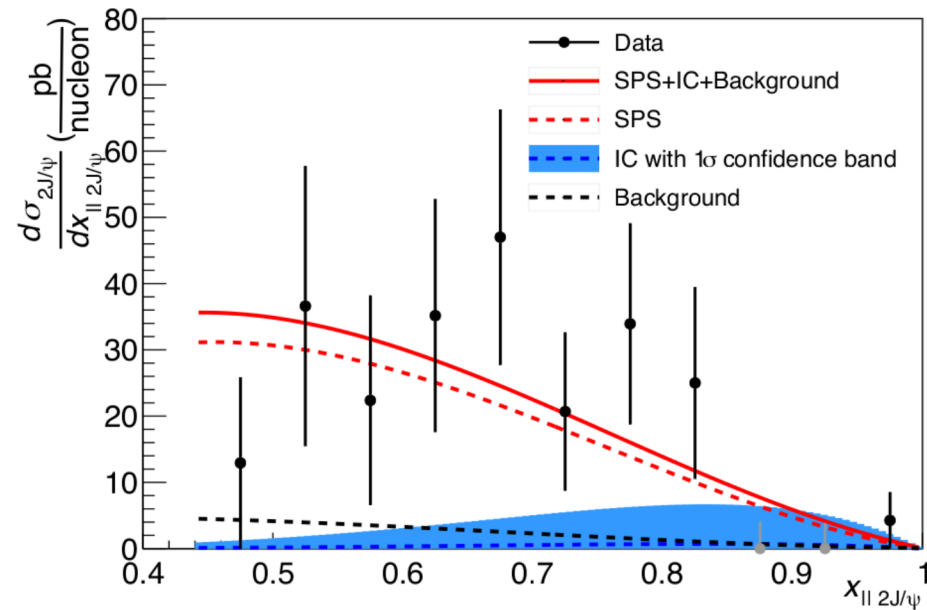 80
70
60
50
40
30
20
10
0
dσ2J/ψ / dx|| 2J/ψ (pb / nucleon)
Data
SPS+IC+Background
SPS
IC with 1σ confidence band
Background
0.4 0.5 0.6 0.7 0.8 0.9 1
x|| 2J/ψ